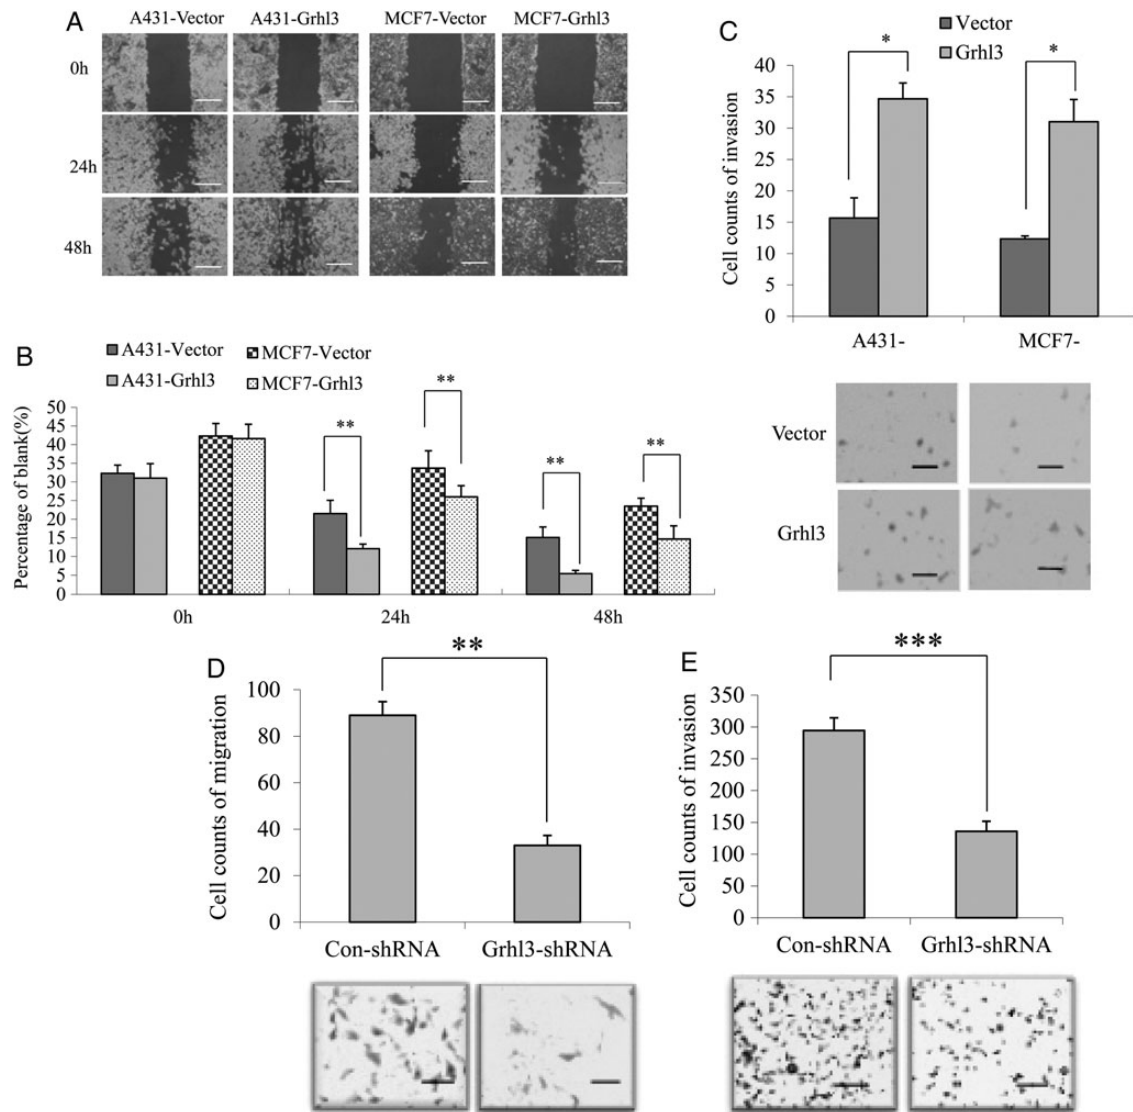 A
A431-Vector A431-Grhl3 MCF7-Vector MCF7-Grhl3
0h
24h
48h
B
A431-Vector MCF7-Vector
A431-Grhl3 MCF7-Grhl3
Percentage of blank(%)
50
45
40
35
30
25
20
15
10
5
0
** ** ** **
0h 24h 48h
C
Vector
Grhl3
Cell counts of invasion
40
35
30
25
20
15
10
5
0
* *
A431- MCF7-
Vector
Grhl3
D
**
Cell counts of migration
100
80
60
40
20
0
Con-shRNA Grhl3-shRNA
E
***
Cell counts of invasion
350
300
250
200
150
100
50
0
Con-shRNA Grhl3-shRNA